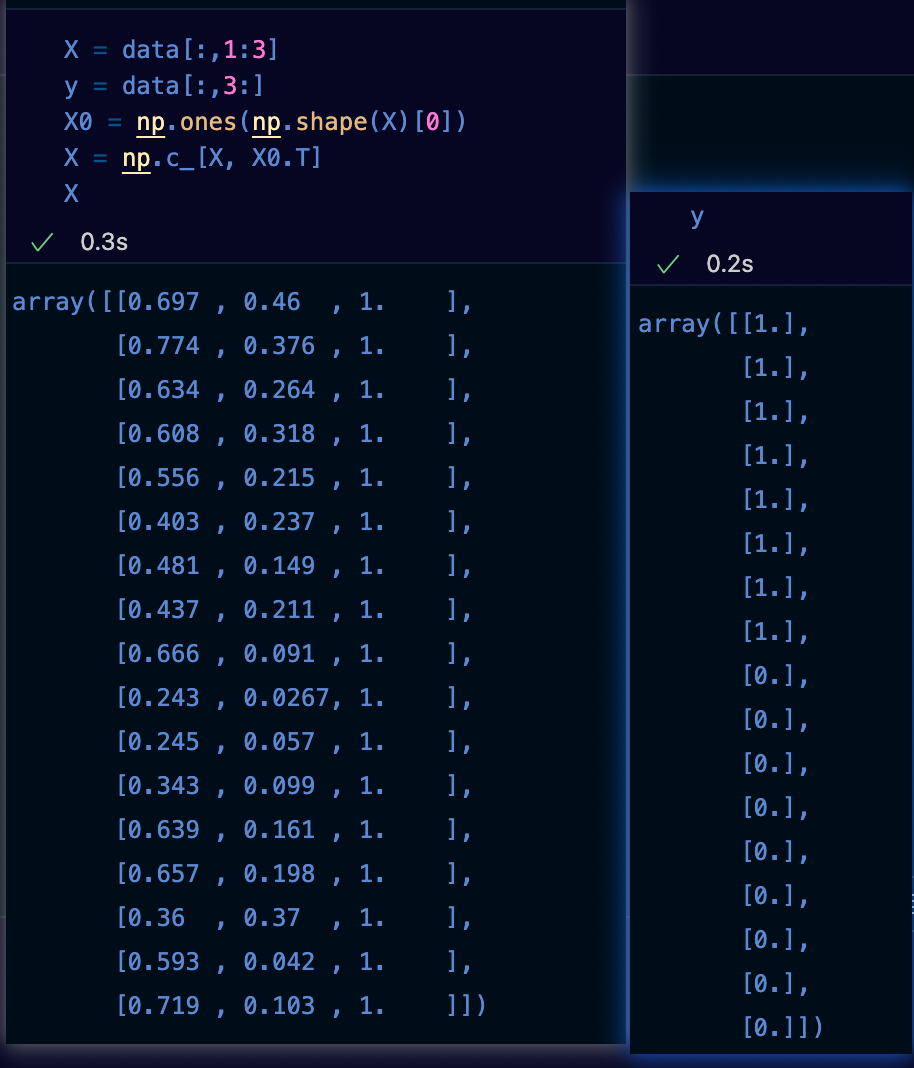 X = data[:,1:3]
y = data[:,3:]
X0 = np.ones(np.shape(X)[0])
X = np.c_[X, X0.T]
X
✓ 0.3s
array([[0.697 , 0.46  , 1.    ],
       [0.774 , 0.376 , 1.    ],
       [0.634 , 0.264 , 1.    ],
       [0.608 , 0.318 , 1.    ],
       [0.556 , 0.215 , 1.    ],
       [0.403 , 0.237 , 1.    ],
       [0.481 , 0.149 , 1.    ],
       [0.437 , 0.211 , 1.    ],
       [0.666 , 0.091 , 1.    ],
       [0.243 , 0.0267, 1.    ],
       [0.245 , 0.057 , 1.    ],
       [0.343 , 0.099 , 1.    ],
       [0.639 , 0.161 , 1.    ],
       [0.657 , 0.198 , 1.    ],
       [0.36  , 0.37  , 1.    ],
       [0.593 , 0.042 , 1.    ],
       [0.719 , 0.103 , 1.    ]])
y
✓ 0.2s
array([[1.],
       [1.],
       [1.],
       [1.],
       [1.],
       [1.],
       [1.],
       [1.],
       [0.],
       [0.],
       [0.],
       [0.],
       [0.],
       [0.],
       [0.],
       [0.],
       [0.]])